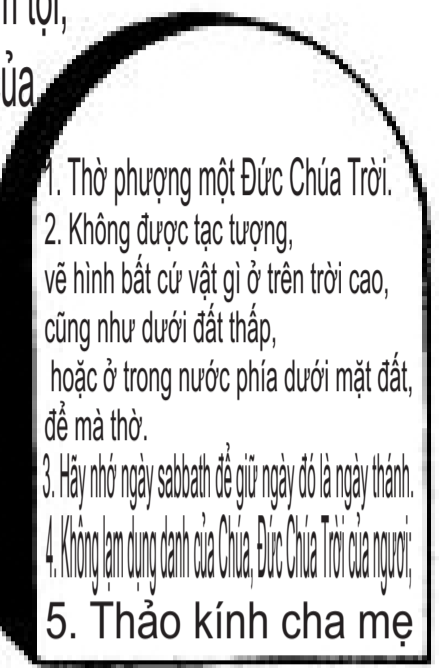 ủa
1. Thờ phượng một Đức Chúa Trời.
2. Không được tạc tượng,
vẽ hình bất cứ vật gì ở trên trời cao,
cũng như dưới đất thấp,
hoặc ở trong nước phía dưới mặt đất,
để mà thờ.
3. Hãy nhớ ngày sabbath để giữ ngày đó là ngày thánh.
4. Không lạm dụng danh của Chúa, Đức Chúa Trời của ngươi;
5. Thảo kính cha mẹ